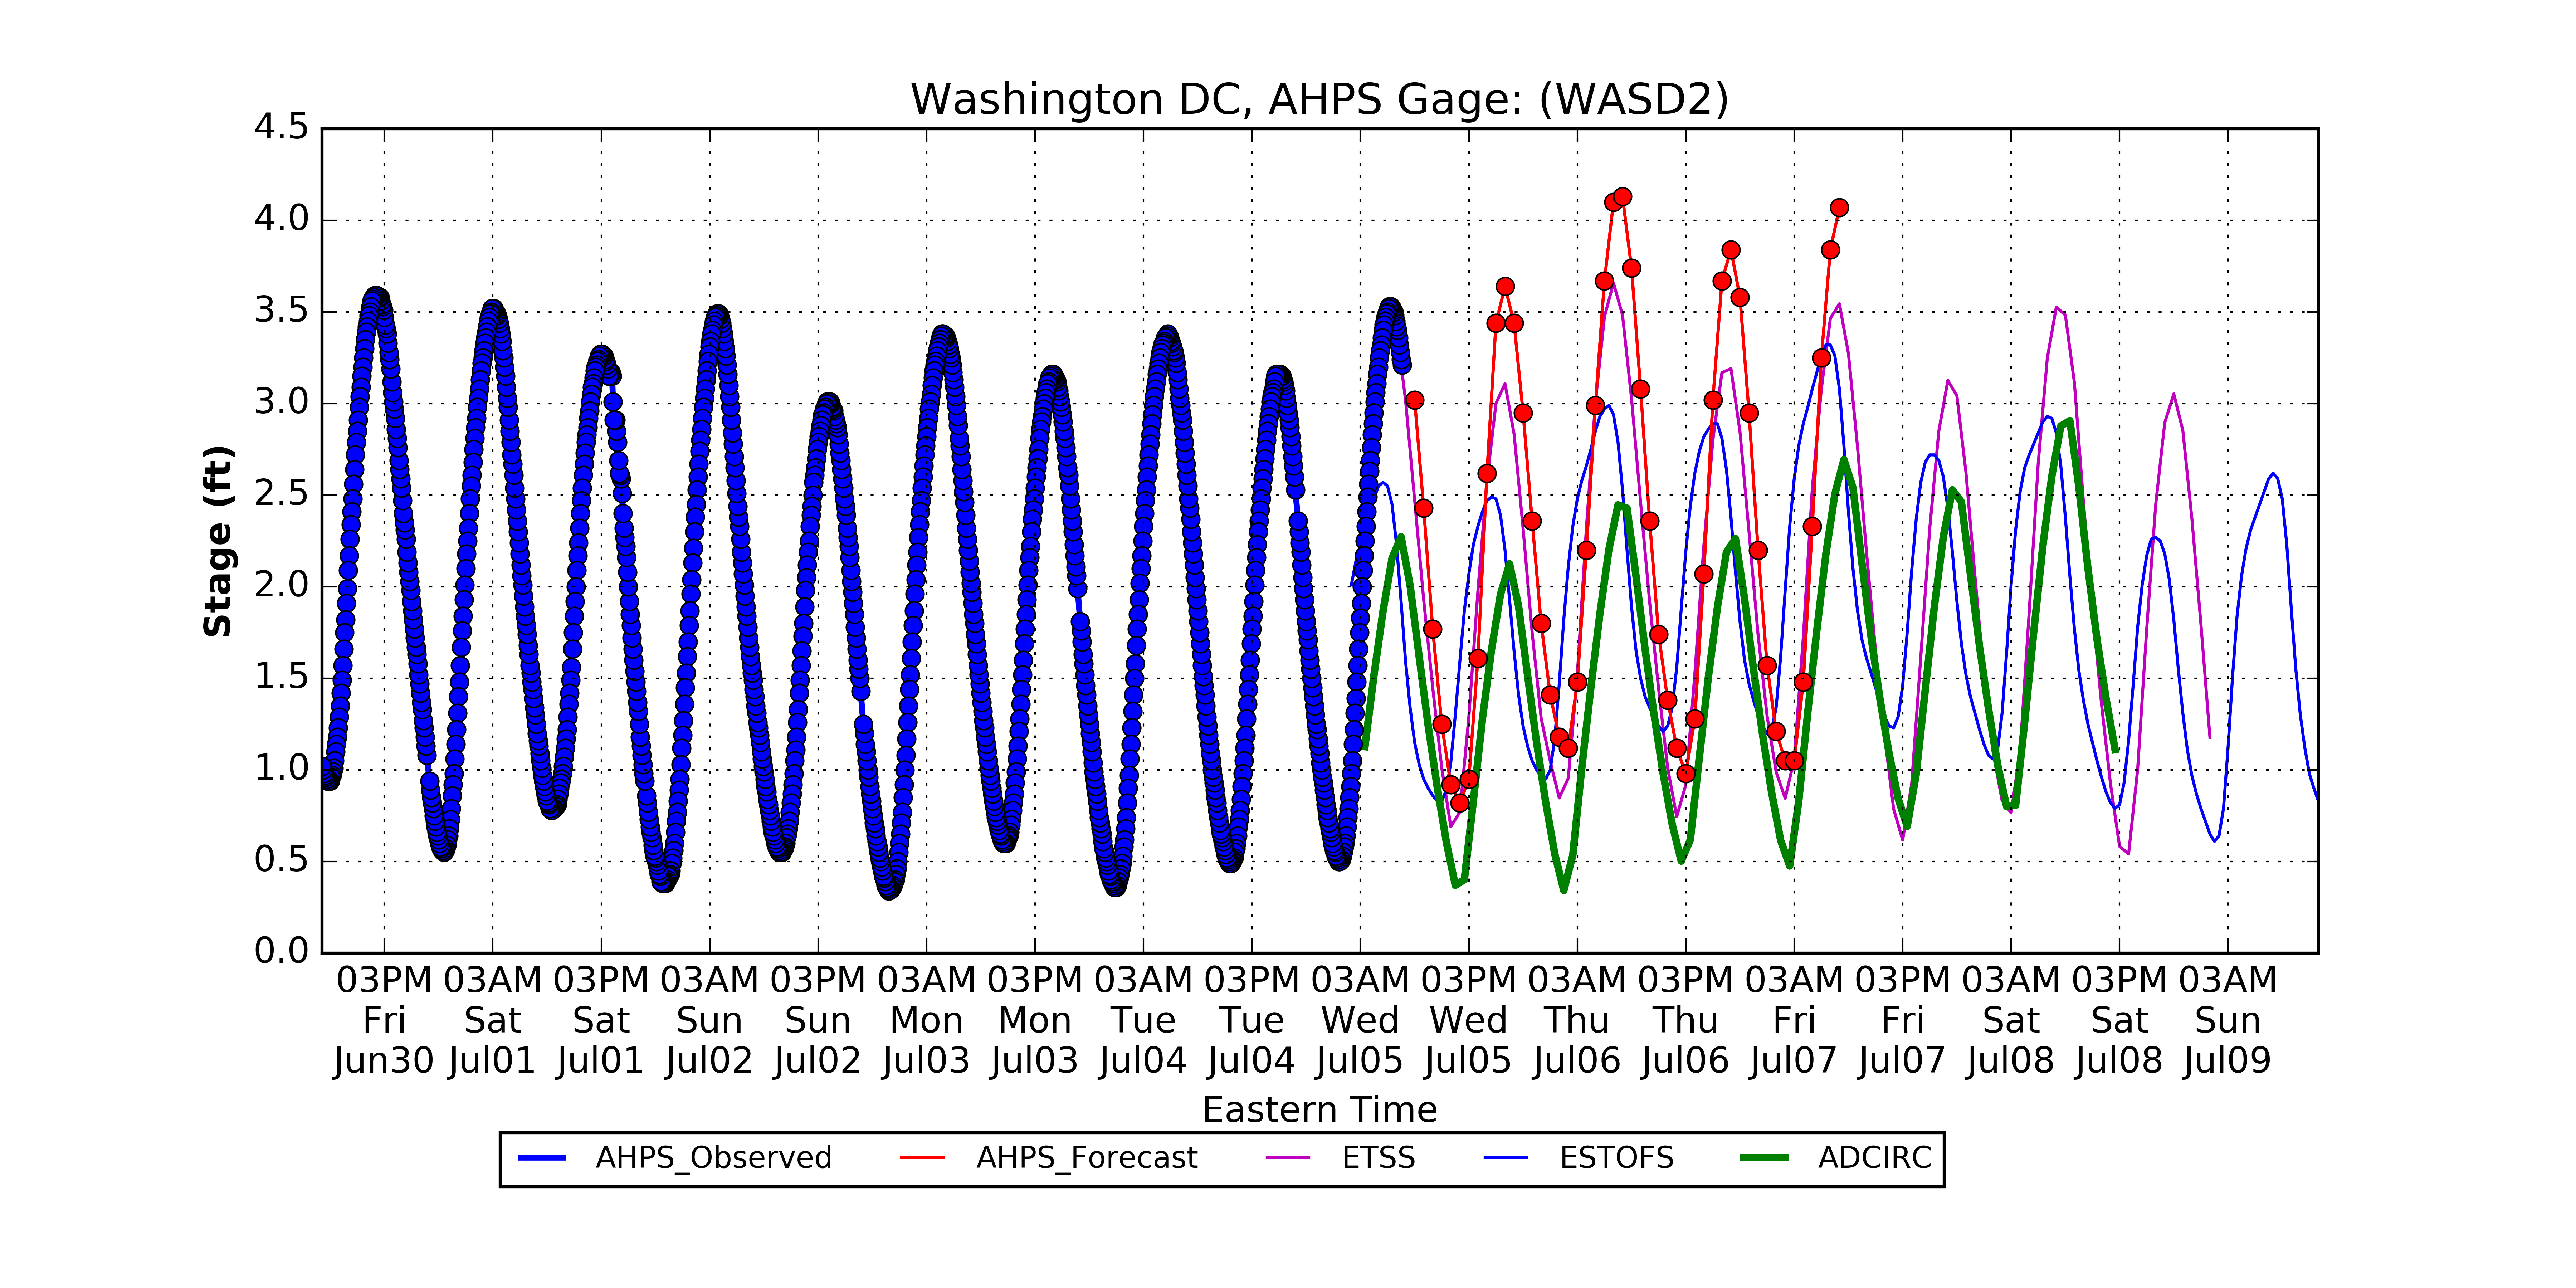 Washington DC, AHPS Gage: (WASD2)
4.5
4.0
3.5
3.0
2.5
2.0
1.5
1.0
0.5
0.0
Stage (ft)
03PM 03AM 03PM 03AM 03PM 03AM 03PM 03AM 03PM 03AM 03PM 03AM 03PM 03AM 03PM 03AM 03PM 03AM
Fri Sat Sat Sun Sun Mon Mon Tue Tue Wed Wed Thu Thu Fri Fri Sat Sat Sun
Jun30 Jul01 Jul01 Jul02 Jul02 Jul03 Jul03 Jul04 Jul04 Jul05 Jul05 Jul06 Jul06 Jul07 Jul07 Jul08 Jul08 Jul09
Eastern Time
AHPS_Observed AHPS_Forecast ETSS ESTOFS ADCIRC